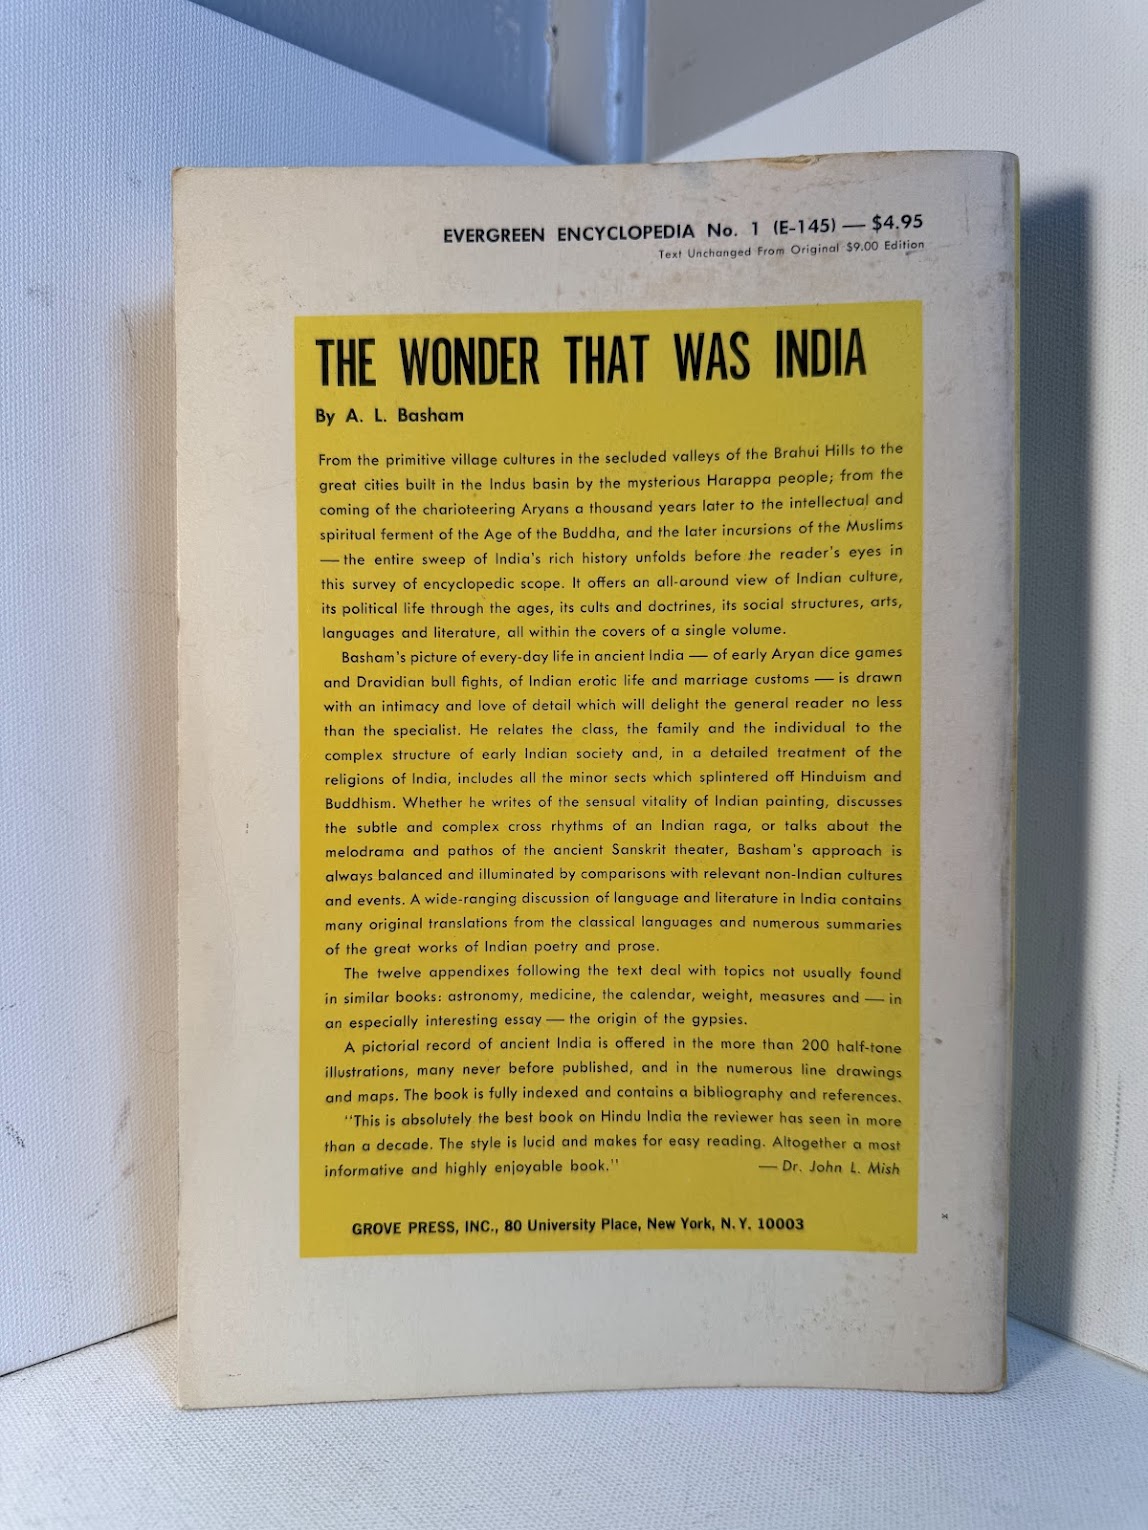 EVERGREEN ENCYCLOPEDIA No. 1 (E-145) — $4.95
Text Unchanged From Original $9.00 Edition
THE WONDER THAT WAS INDIA
By A. L. Basham
From the primitive village cultures in the secluded valleys of the Brahui Hills to the
great cities built in the Indus basin by the mysterious Harappa people; from the
coming of the charioteering Aryans a thousand years later to the intellectual and
spiritual ferment of the Age of the Buddha, and the later incursions of the Muslims
— the entire sweep of India's rich history unfolds before the reader's eyes in
this survey of encyclopedic scope. It offers an all-around view of Indian culture,
its political life through the ages, its cults and doctrines, its social structures, arts,
languages and literature, all within the covers of a single volume.
Basham's picture of every-day life in ancient India — of early Aryan dice games
and Dravidian bull fights, of Indian erotic life and marriage customs — is drawn
with an intimacy and love of detail which will delight the general reader no less
than the specialist. He relates the class, the family and the individual to the
complex structure of early Indian society and, in a detailed treatment of the
religions of India, includes all the minor sects which splintered off Hinduism and
Buddhism. Whether he writes of the sensual vitality of Indian painting, discusses
the subtle and complex cross rhythms of an Indian raga, or talks about the
melodrama and pathos of the ancient Sanskrit theater, Basham's approach is
always balanced and illuminated by comparisons with relevant non-Indian cultures
and events. A wide-ranging discussion of language and literature in India contains
many original translations from the classical languages and numerous summaries
of the great works of Indian poetry and prose.
The twelve appendixes following the text deal with topics not usually found
in similar books: astronomy, medicine, the calendar, weight, measures and — in
an especially interesting essay — the origin of the gypsies.
A pictorial record of ancient India is offered in the more than 200 half-tone
illustrations, many never before published, and in the numerous line drawings
and maps. The book is fully indexed and contains a bibliography and references.
"This is absolutely the best book on Hindu India the reviewer has seen in more
than a decade. The style is lucid and makes for easy reading. Altogether a most
informative and highly enjoyable book." — Dr. John L. Mish
GROVE PRESS, INC., 80 University Place, New York, N.Y. 10003